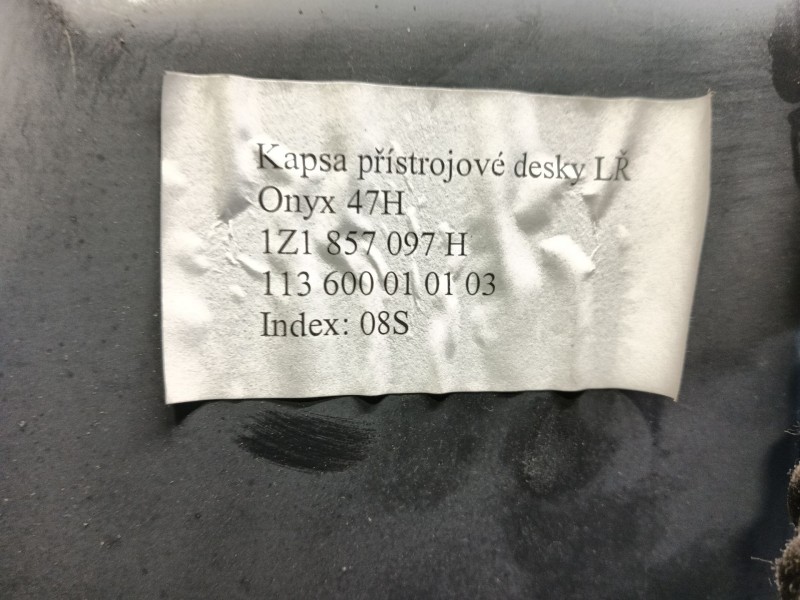 Kapsa přístrojové desky LŘ
Onyx 47H
1Z1 857 097 H
113 600 01 01 03
Index: 08S